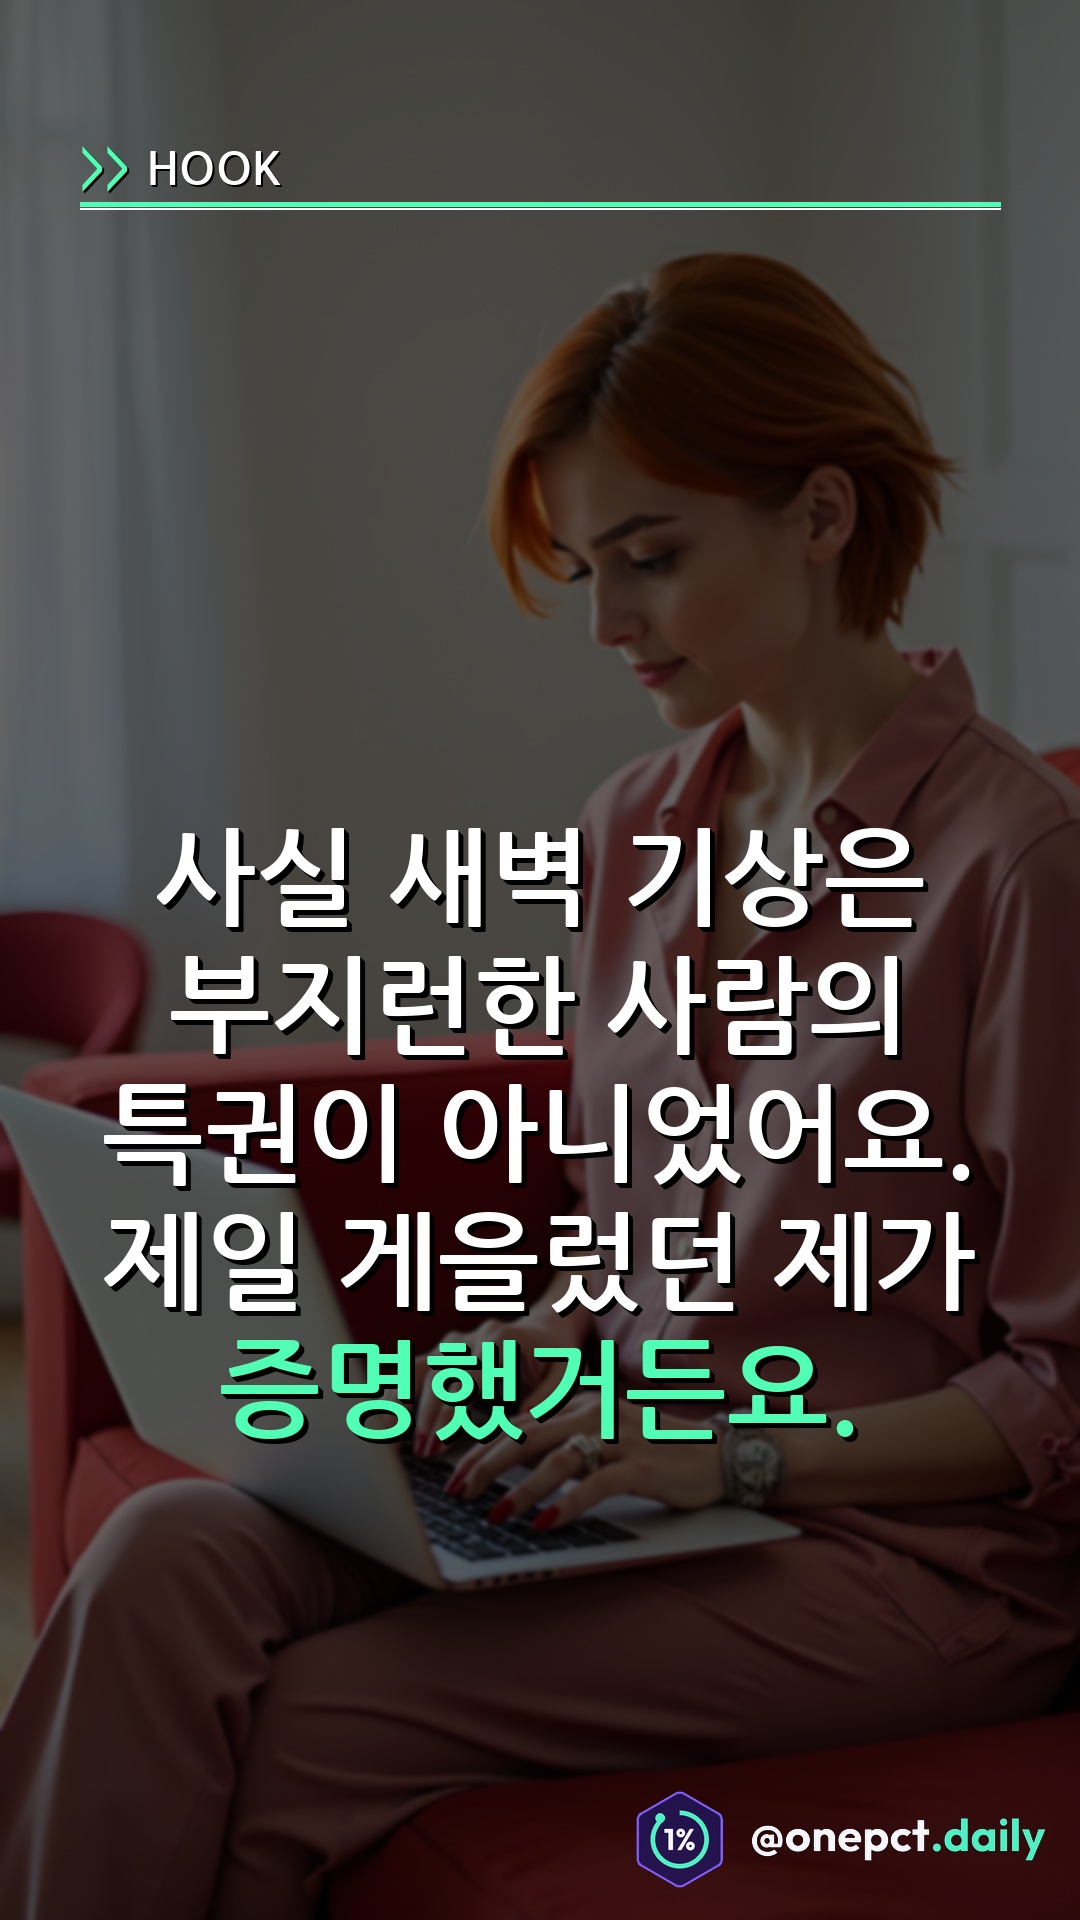 HOOK
사실 새벽 기상은
부지런한 사람의
특권이 아니었어요.
제일 게을렀던 제가
증명했거든요.
1%
@onepct.daily